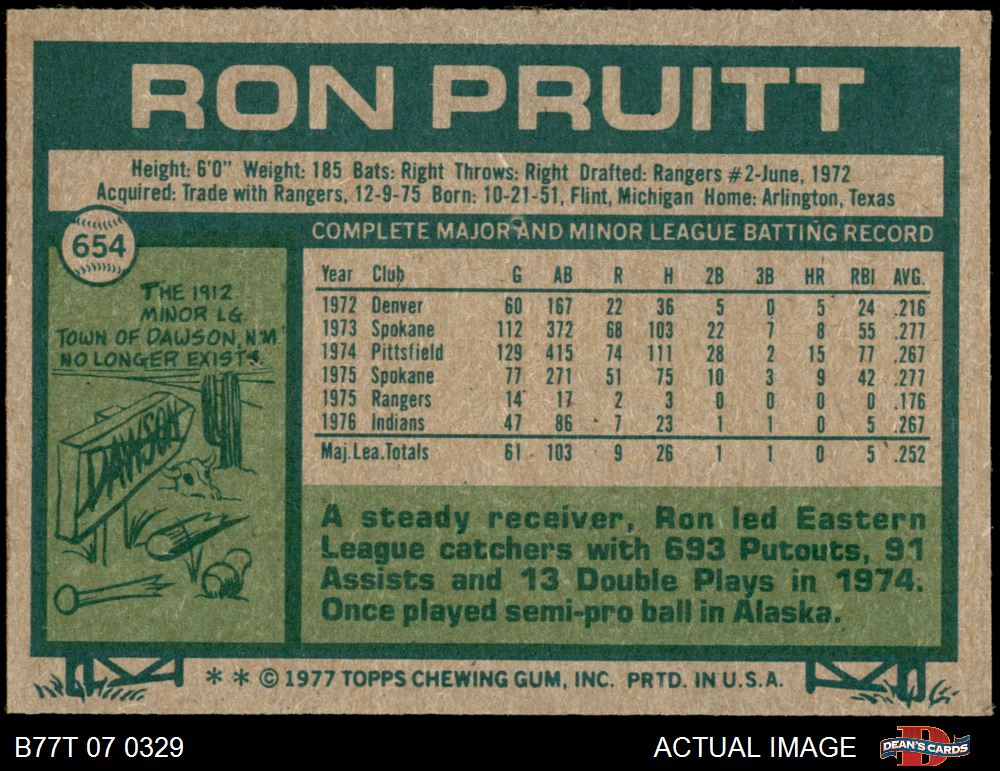 RON PRUITT
Height: 6'0" Weight: 185 Bats: Right Throws: Right Drafted: Rangers #2-June, 1972
Acquired: Trade with Rangers, 12-9-75 Born: 10-21-51, Flint, Michigan Home: Arlington, Texas
654
COMPLETE MAJOR AND MINOR LEAGUE BATTING RECORD
THE 1912
MINOR LG.
TOWN OF DAWSON, N.M.
NO LONGER EXISTS.
DAWSON
Year Club G AB R H 2B 3B HR RBI AVG.
1972 Denver 60 167 22 36 5 0 5 24 .216
1973 Spokane 112 372 68 103 22 7 8 55 .277
1974 Pittsfield 129 415 74 111 28 2 15 77 .267
1975 Spokane 77 271 51 75 10 3 9 42 .277
1975 Rangers 14 17 2 3 0 0 0 0 .176
1976 Indians 47 86 7 23 1 1 0 5 .267
Maj.Lea.Totals 61 103 9 26 1 1 0 5 .252
A steady receiver, Ron led Eastern
League catchers with 693 Putouts, 91
Assists and 13 Double Plays in 1974.
Once played semi-pro ball in Alaska.
* * © 1977 TOPPS CHEWING GUM, INC. PRTD. IN U.S.A.
B77T 07 0329
ACTUAL IMAGE
DEAN'S CARDS